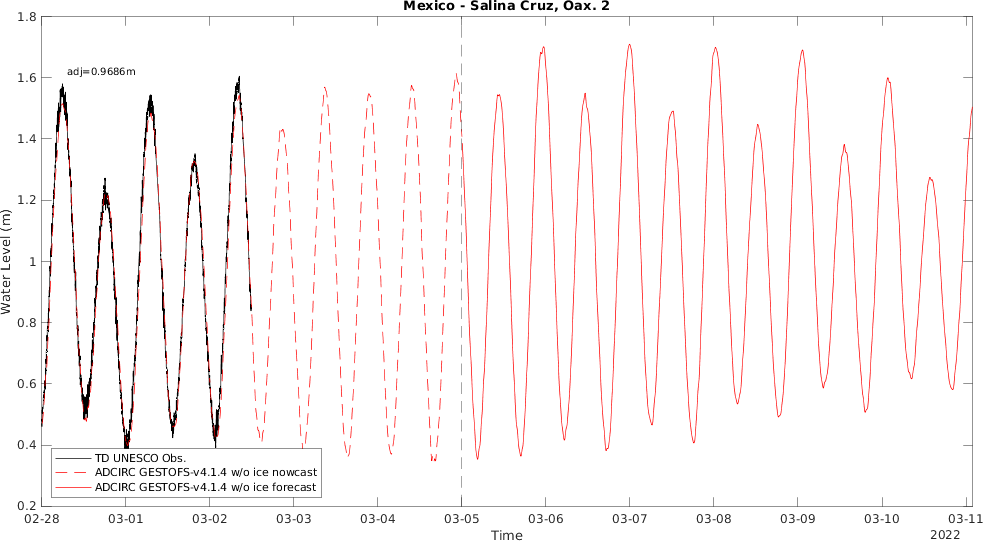 Mexico - Salina Cruz, Oax. 2
1.8
1.6
1.4
1.2
1
0.8
0.6
0.4
0.2
Water Level (m)
adj=0.9686m
TD UNESCO Obs.
ADCIRC GESTOFS-v4.1.4 w/o ice nowcast
ADCIRC GESTOFS-v4.1.4 w/o ice forecast
02-28 03-01 03-02 03-03 03-04 03-05 03-06 03-07 03-08 03-09 03-10 03-11
Time
2022